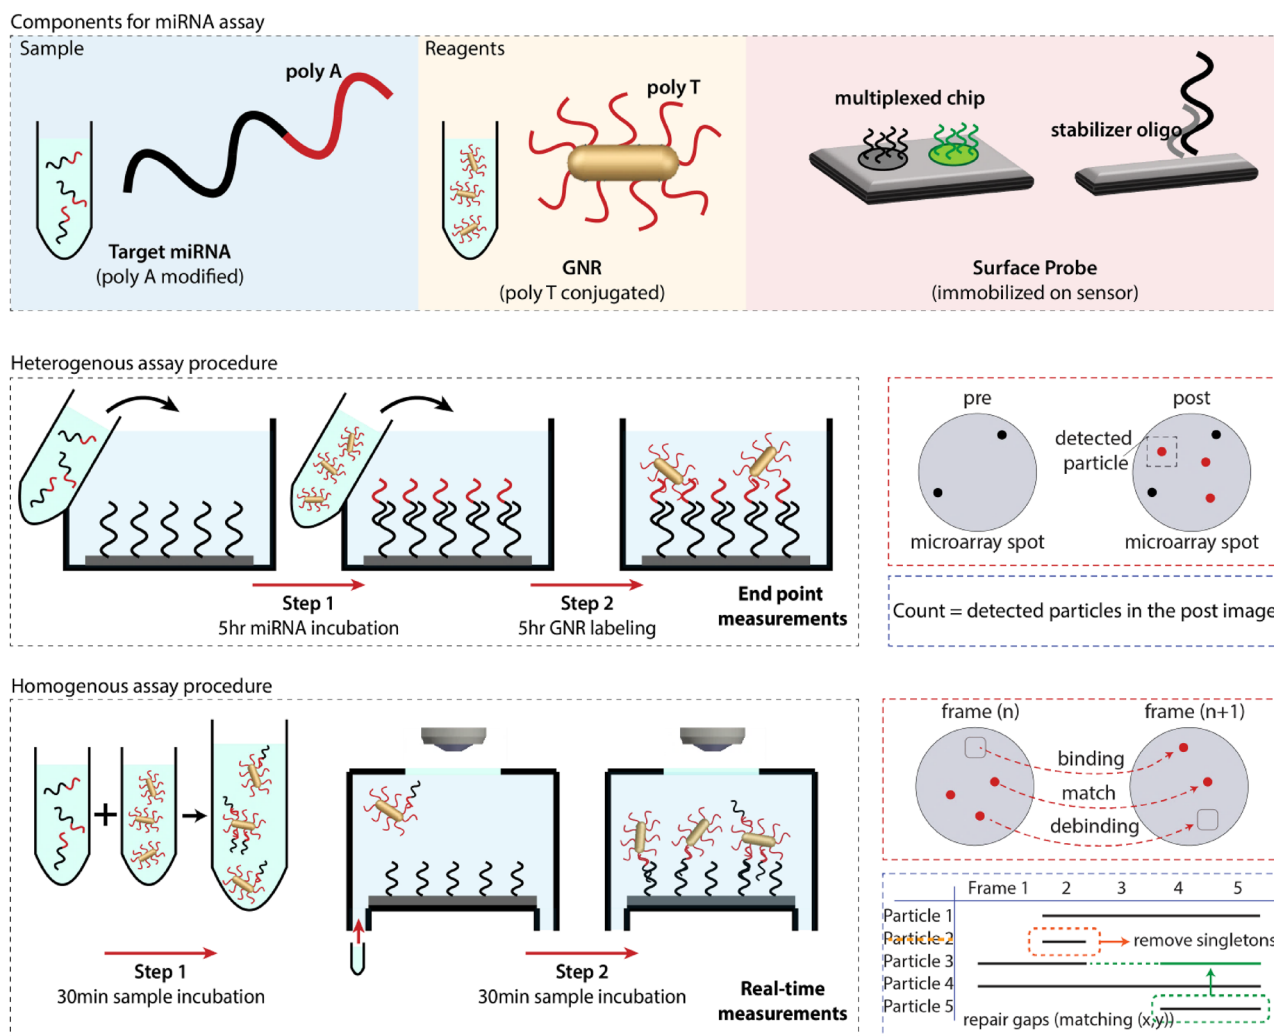 Components for miRNA assay
Sample
Reagents
poly A
poly T
multiplexed chip
stabilizer oligo
Target miRNA
(poly A modified)
GNR
(poly T conjugated)
Surface Probe
(immobilized on sensor)
Heterogenous assay procedure
Step 1
5hr miRNA incubation
Step 2
5hr GNR labeling
End point
measurements
pre
post
detected
particle
microarray spot
microarray spot
Count = detected particles in the post image
Homogenous assay procedure
+
Step 1
30min sample incubation
Step 2
30min sample incubation
Real-time
measurements
frame (n)
frame (n+1)
binding
match
debinding
Frame 1 2 3 4 5
Particle 1
Particle 2
remove singletons
Particle 3
Particle 4
Particle 5
repair gaps (matching (x,y))